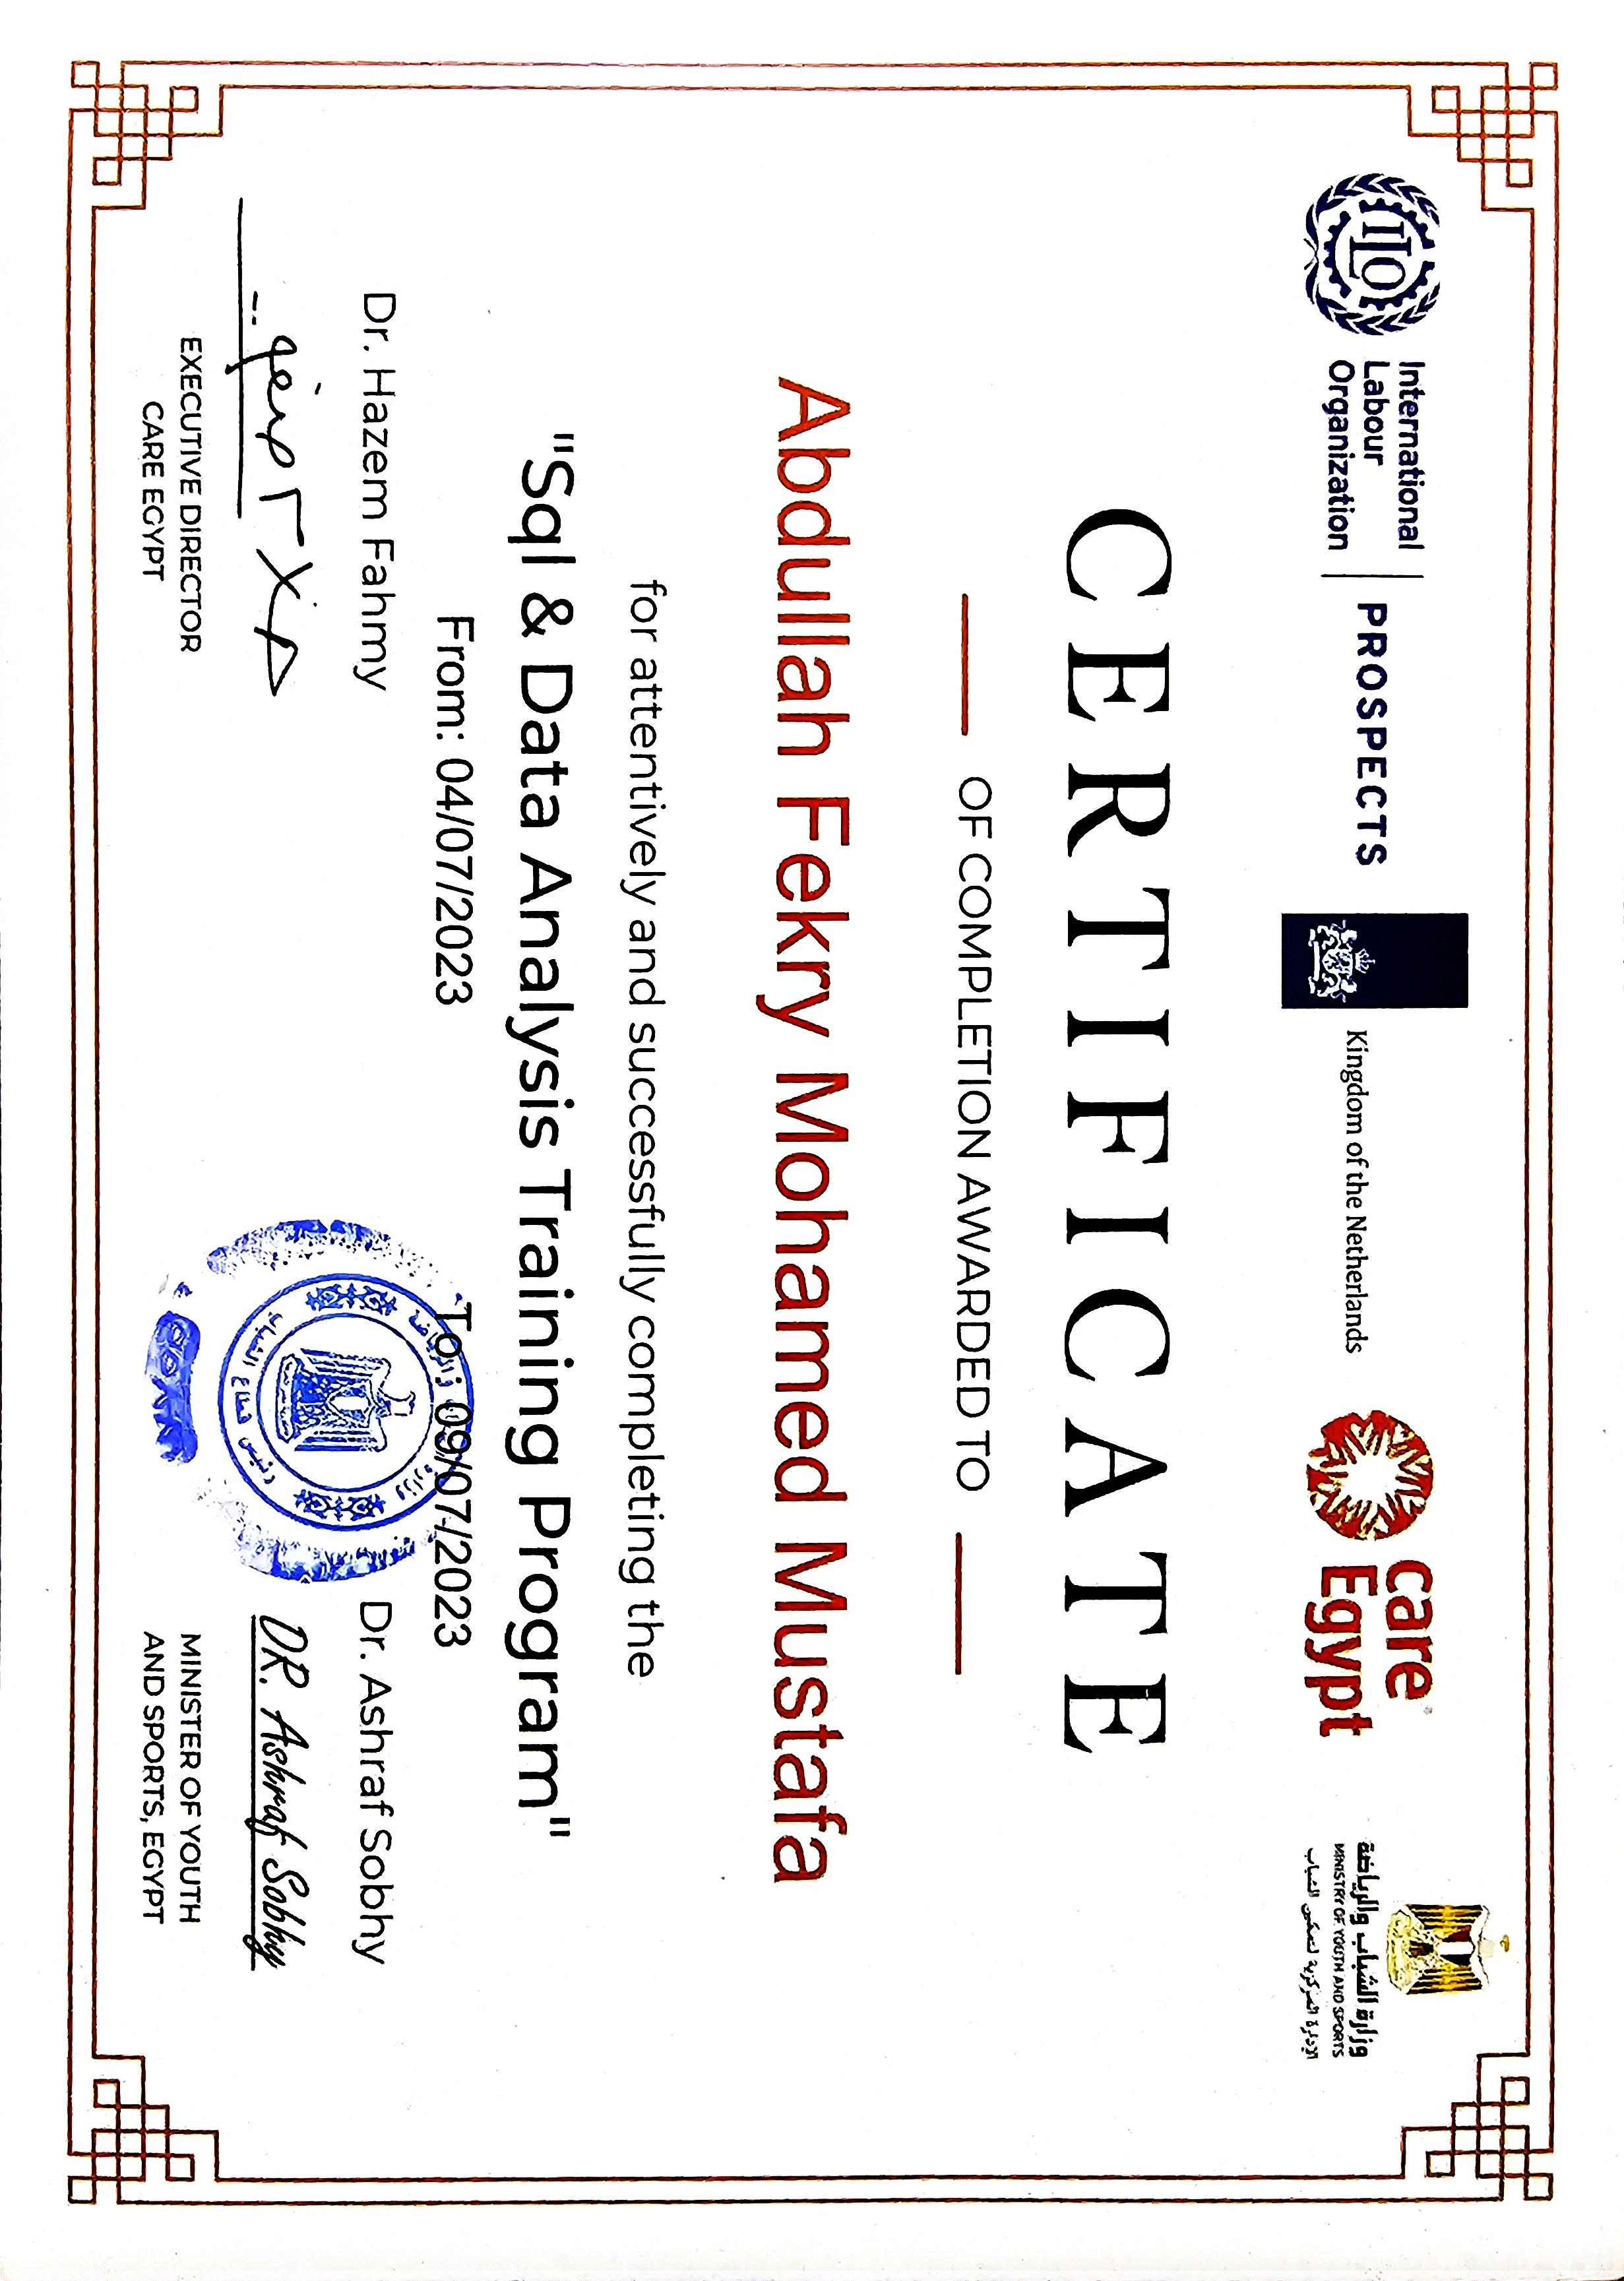 ILO
International
Labour
Organization
PROSPECTS
Kingdom of the Netherlands
care
Egypt
وزارة الشباب والرياضة
MINISTRY OF YOUTH AND SPORTS
الإدارة المركزية لتمكين الشباب
CERTIFICATE
OF COMPLETION AWARDED TO
Abdullah Fekry Mohamed Mustafa
for attentively and successfully completing the
"Sql & Data Analysis Training Program"
From: 04/07/2023 To: 09/07/2023
Dr. Hazem Fahmy
EXECUTIVE DIRECTOR
CARE EGYPT
Dr. Ashraf Sobhy
DR. Ashraf Sobhy
MINISTER OF YOUTH
AND SPORTS, EGYPT